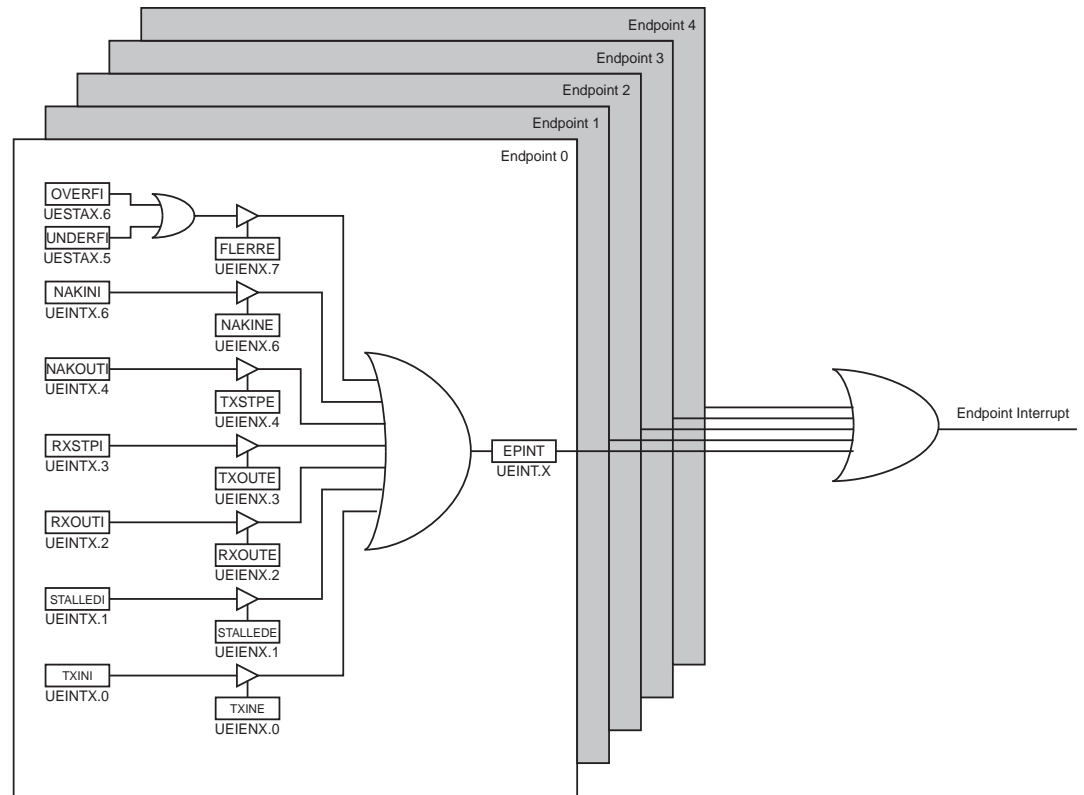 Endpoint 4
Endpoint 3
Endpoint 2
Endpoint 1
Endpoint 0
OVERFI
UESTAX.6
UNDERFI
UESTAX.5
FLERRE
UEIENX.7
NAKINI
UEINTX.6
NAKINE
UEIENX.6
NAKOUTI
UEINTX.4
TXSTPE
UEIENX.4
RXSTPI
UEINTX.3
TXOUTE
UEIENX.3
RXOUTI
UEINTX.2
RXOUTE
UEIENX.2
STALLEDI
UEINTX.1
STALLEDE
UEIENX.1
TXINI
UEINTX.0
TXINE
UEIENX.0
EPINT
UEINT.X
Endpoint Interrupt